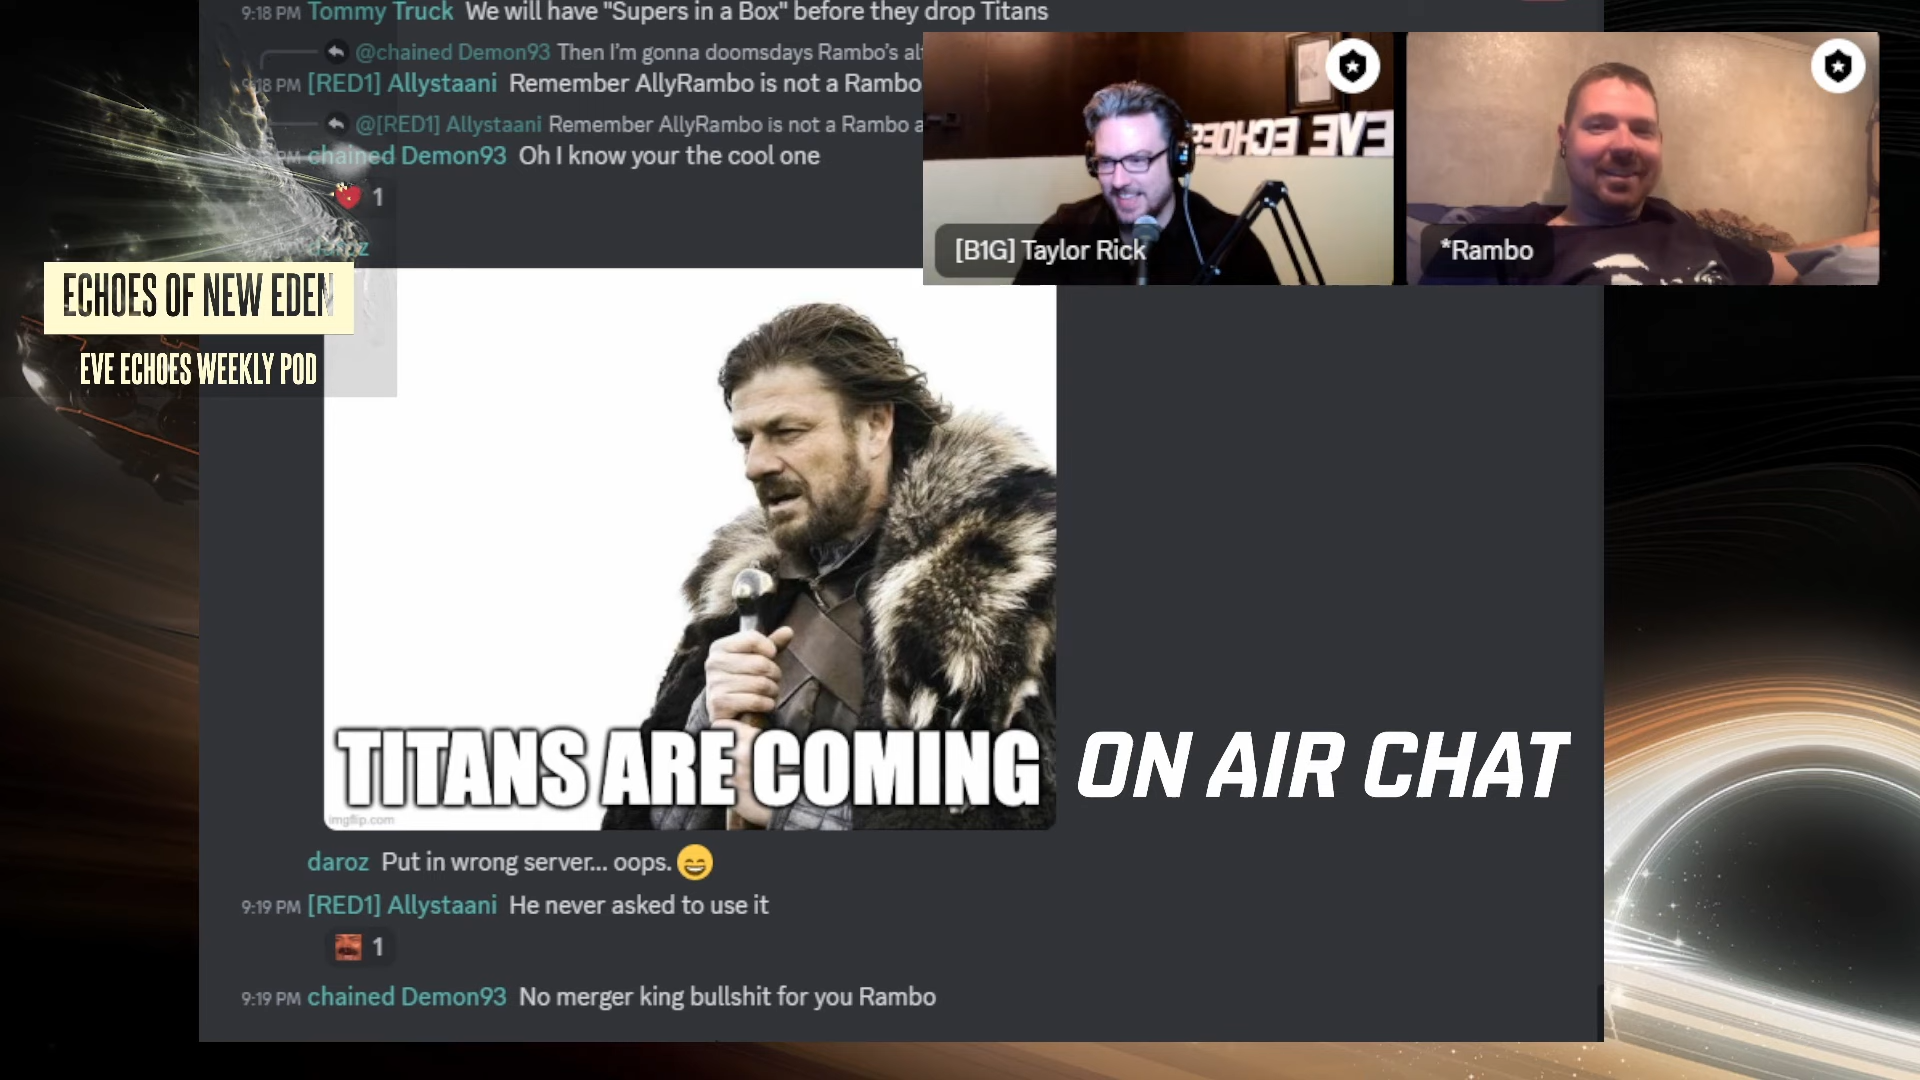 9:18 PM Tommy Truck We will have "Supers in a Box" before they drop Titans
@chained Demon93 Then I'm gonna doomsdays Rambo's al
9:18 PM [RED1] Allystaani Remember AllyRambo is not a Rambo
@[RED1] Allystaani Remember AllyRambo is not a Rambo a
PM chained Demon93 Oh I know your the cool one
1
daroz
EVE ECHOES
[B1G] Taylor Rick
*Rambo
ECHOES OF NEW EDEN
EVE ECHOES WEEKLY POD
TITANS ARE COMING
imgflip.com
ON AIR CHAT
daroz Put in wrong server... oops. 😄
9:19 PM [RED1] Allystaani He never asked to use it
1
9:19 PM chained Demon93 No merger king bullshit for you Rambo